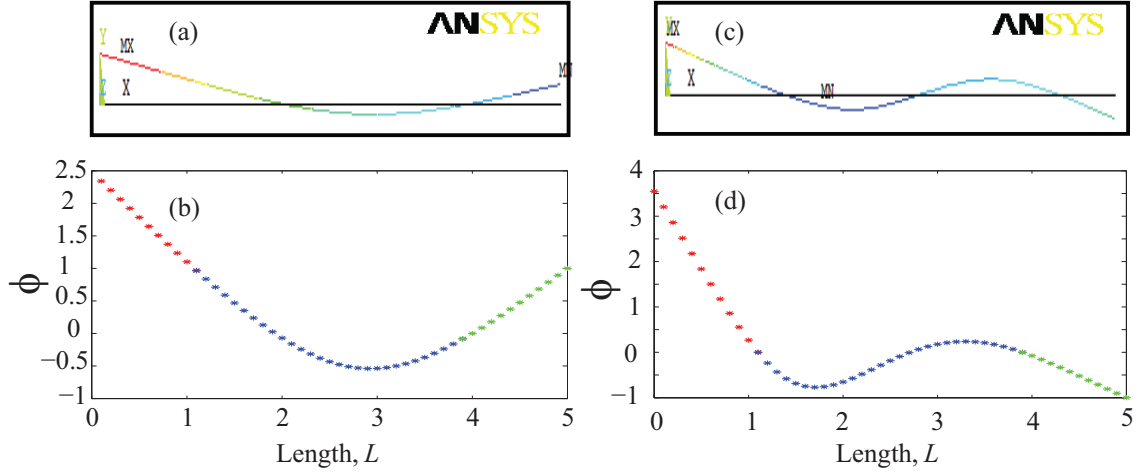 (a)
ANSYS
Y
MX
Z
X
MN
(c)
ANSYS
Y
MX
Z
X
MN
(b)
ϕ
2.5
2
1.5
1
0.5
0
−0.5
−1
0 1 2 3 4 5
Length, L
(d)
ϕ
4
3
2
1
0
−1
0 1 2 3 4 5
Length, L